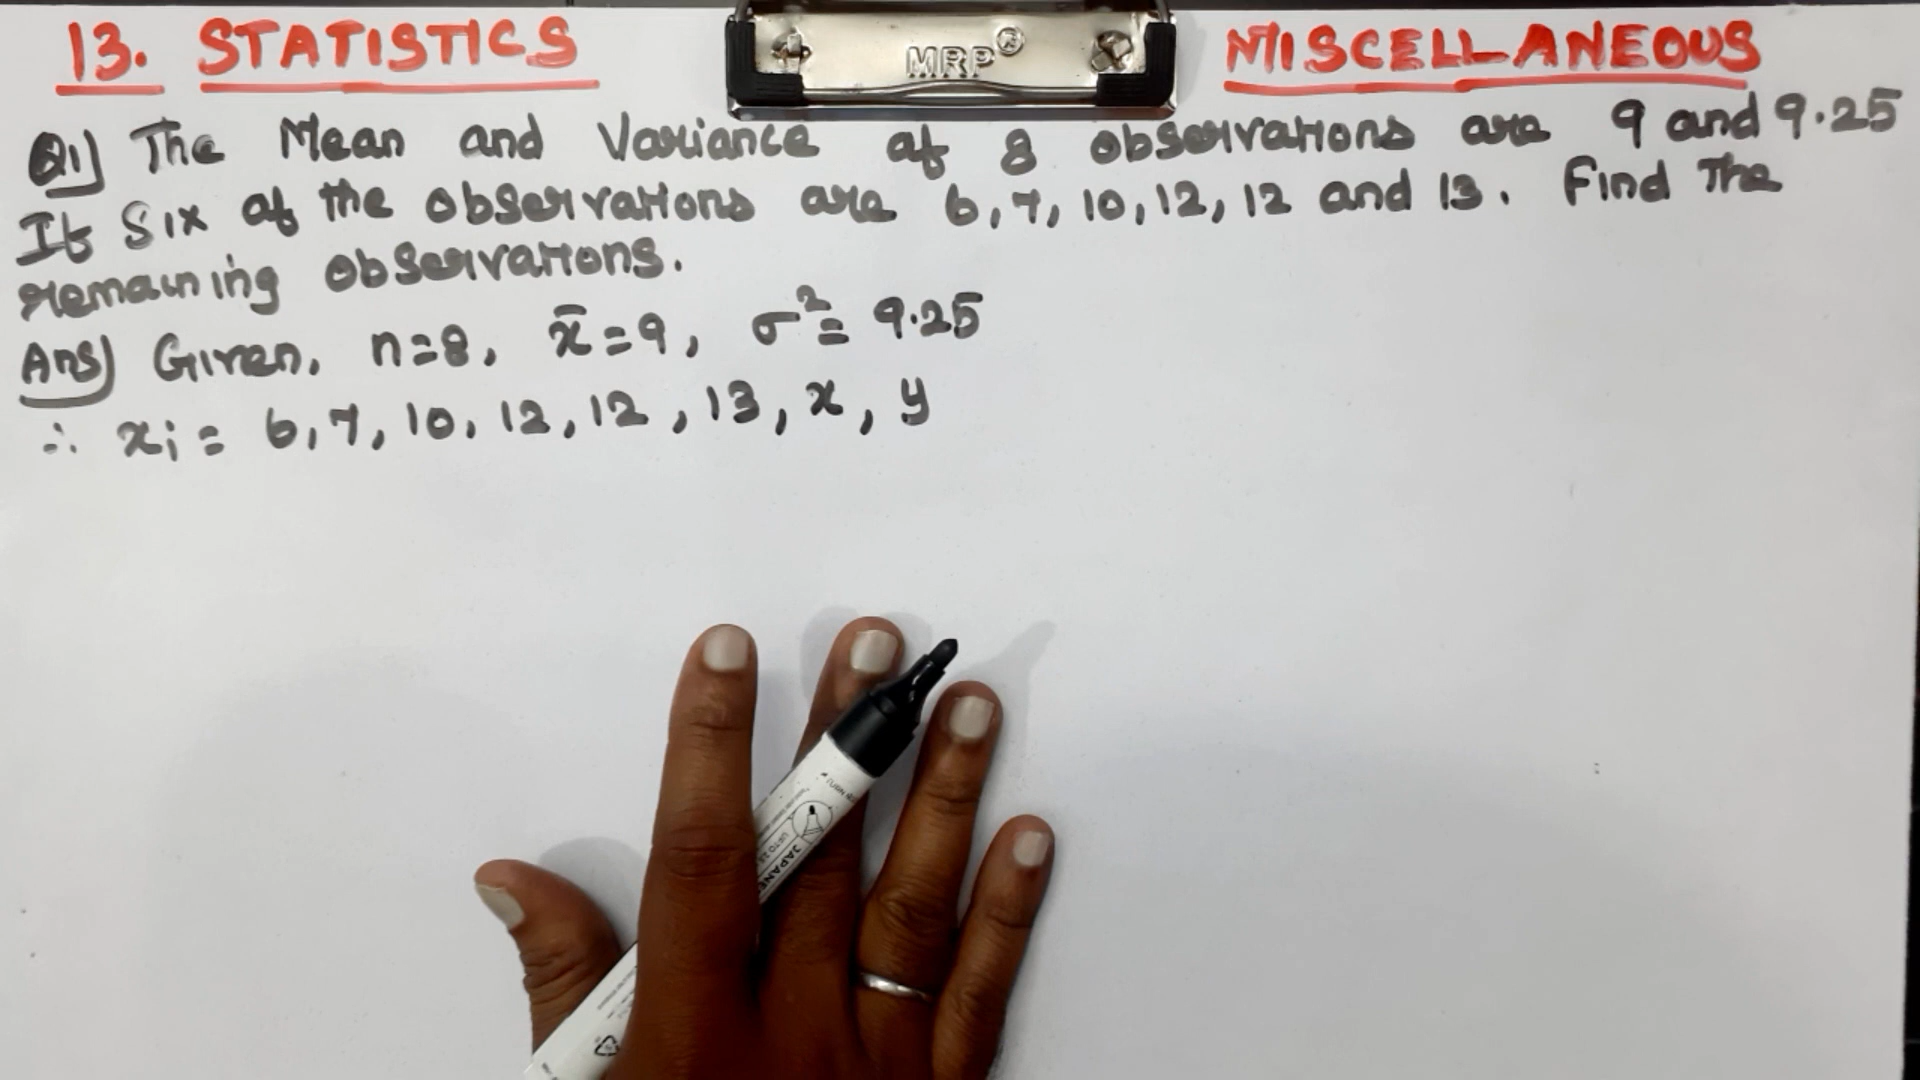 13. STATISTICS
MRP®
MISCELLANEOUS
Q1) The Mean and Variance of 8 observations are 9 and 9.25
If Six of the observations are 6, 7, 10, 12, 12 and 13. Find The
remaining observations.
Ans) Given, n=8, x̄=9, σ²= 9.25
∴ xi = 6, 7, 10, 12, 12, 13, x, y
JAPANE
UPTO